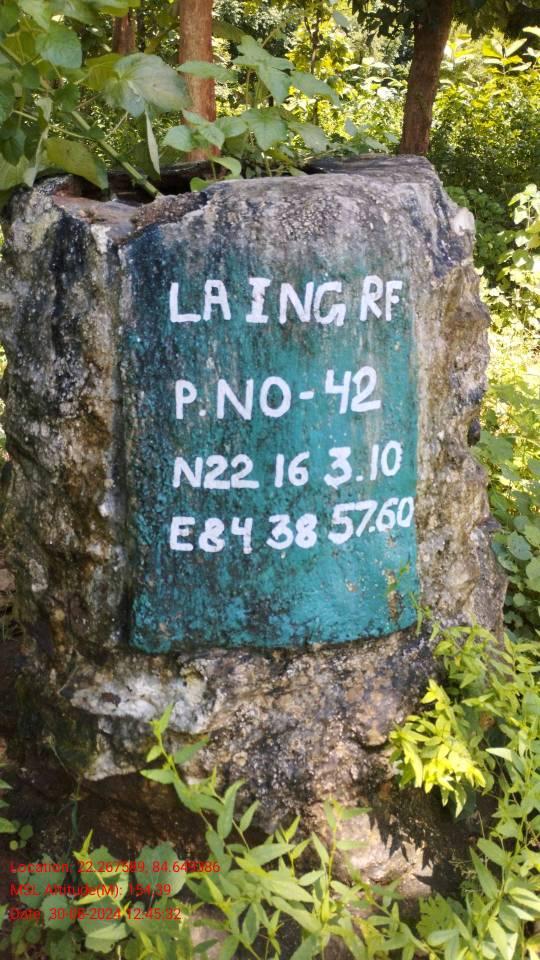 LAING RF
P.NO-42
N22 16 3.10
E84 38 57.60
Location: 22.267589, 84.649386
MSL Altitude(M): 154.39
Date: 30-08-2024 12:45:32